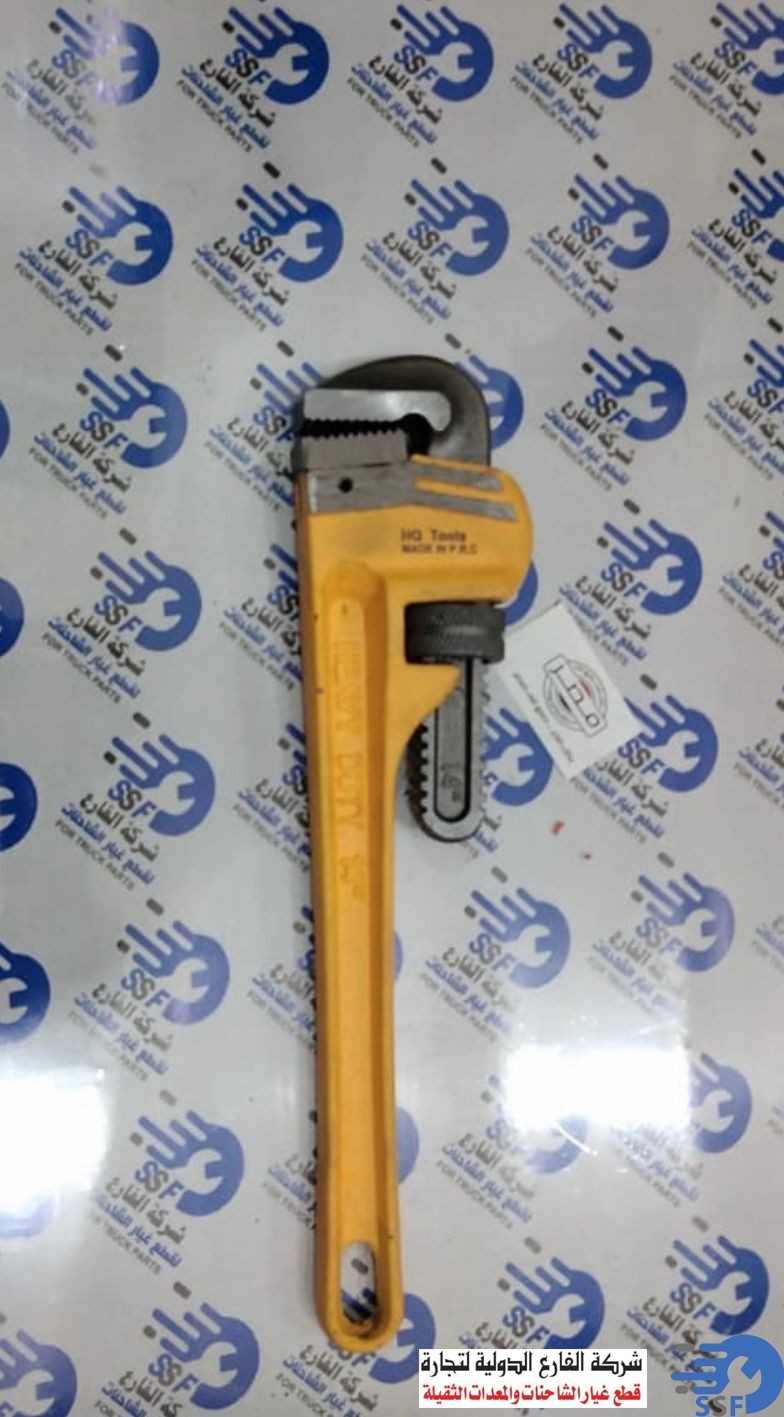 SSF
شركة الفارع
لقطع غيار الشاحنات
FOR TRUCK PARTS
HQ Tools
MADE IN P.R.C
HEAVY DUTY 14"
شركة الفارع الدولية لتجارة
قطع غيار الشاحنات والمعدات الثقيلة
SSF